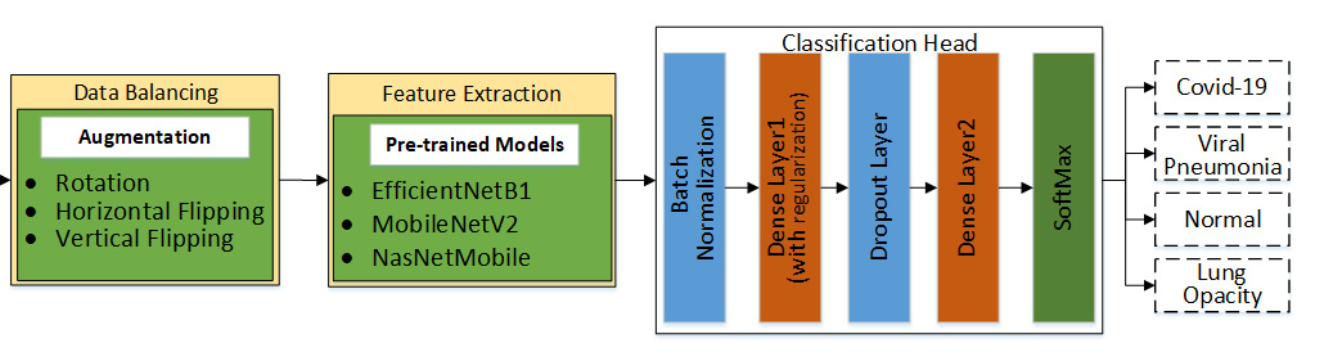 Data Balancing
Augmentation
● Rotation
● Horizontal Flipping
● Vertical Flipping
Feature Extraction
Pre-trained Models
● EfficientNetB1
● MobileNetV2
● NasNetMobile
Classification Head
Batch
Normalization
Dense Layer1
(with regularization)
Dropout Layer
Dense Layer2
SoftMax
Covid-19
Viral
Pneumonia
Normal
Lung
Opacity